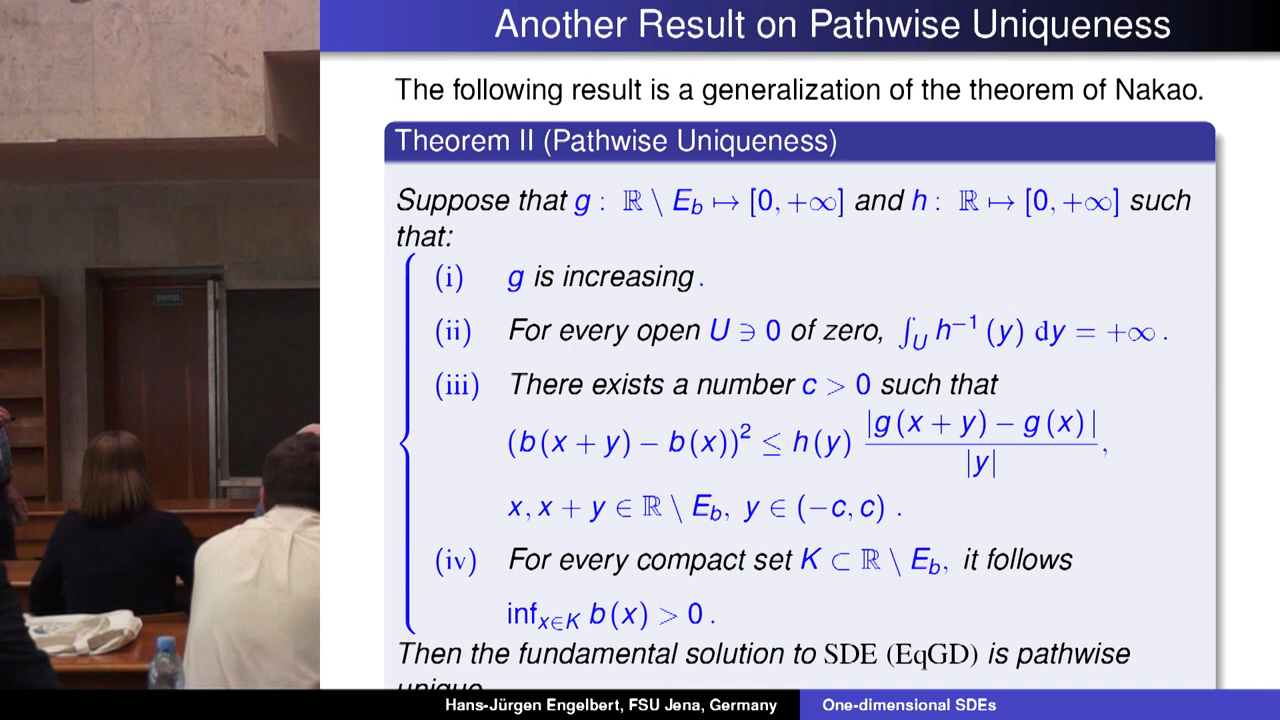 Another Result on Pathwise Uniqueness
The following result is a generalization of the theorem of Nakao.
Theorem II (Pathwise Uniqueness)
Suppose that g : ℝ \ E_b ↦ [0, +∞] and h : ℝ ↦ [0, +∞] such
that:
(i) g is increasing .
(ii) For every open U ∋ 0 of zero, ∫_U h⁻¹ (y) dy = +∞ .
(iii) There exists a number c > 0 such that
(b(x + y) − b(x))² ≤ h(y) |g(x + y) − g(x)| / |y| ,
x, x + y ∈ ℝ \ E_b, y ∈ (−c, c) .
(iv) For every compact set K ⊂ ℝ \ E_b, it follows
inf_{x∈K} b(x) > 0 .
Then the fundamental solution to SDE (EqGD) is pathwise
unique
Hans-Jürgen Engelbert, FSU Jena, Germany
One-dimensional SDEs